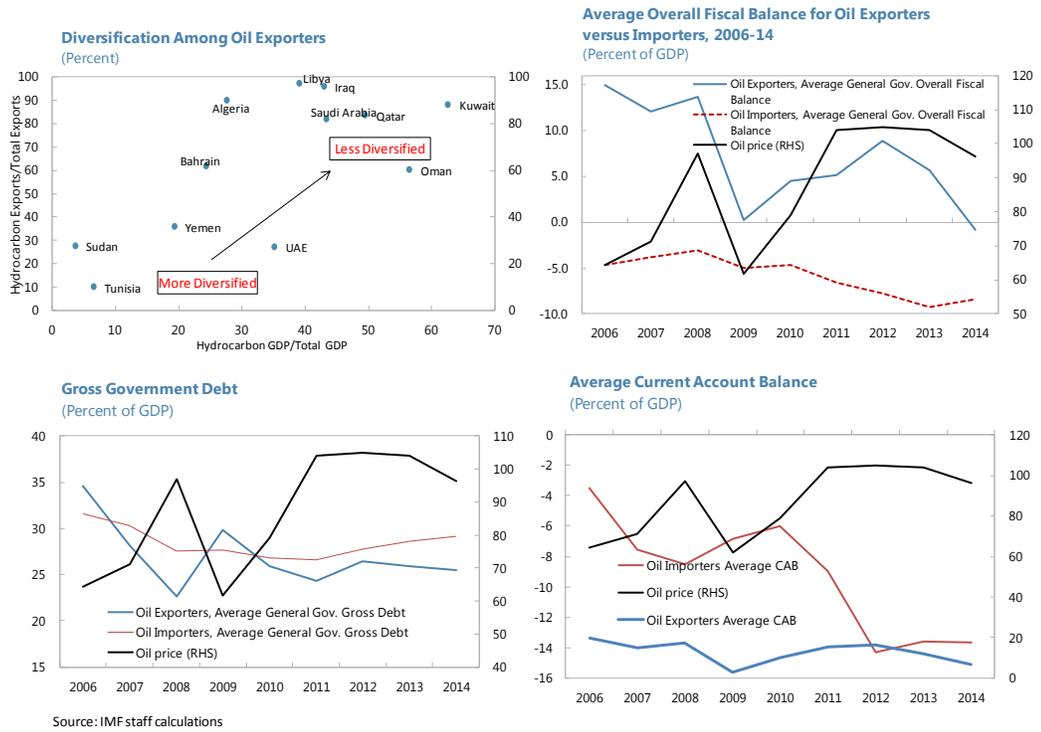 Diversification Among Oil Exporters
(Percent)
100
90
80
70
60
50
40
30
20
10
0
Hydrocarbon Exports/Total Exports
100
80
60
40
20
0
Libya
Iraq
Algeria
Saudi Arabia
Qatar
Kuwait
Less Diversified
Bahrain
Oman
Yemen
Sudan
UAE
More Diversified
Tunisia
0 10 20 30 40 50 60 70
Hydrocarbon GDP/Total GDP
Average Overall Fiscal Balance for Oil Exporters
versus Importers, 2006-14
(Percent of GDP)
15.0
10.0
5.0
0.0
-5.0
-10.0
120
110
100
90
80
70
60
50
Oil Exporters, Average General Gov. Overall Fiscal
Balance
Oil Importers, Average General Gov. Overall Fiscal
Balance
Oil price (RHS)
2006 2007 2008 2009 2010 2011 2012 2013 2014
Gross Government Debt
(Percent of GDP)
40
35
30
25
20
15
110
100
90
80
70
60
50
40
Oil Exporters, Average General Gov. Gross Debt
Oil Importers, Average General Gov. Gross Debt
Oil price (RHS)
2006 2007 2008 2009 2010 2011 2012 2013 2014
Average Current Account Balance
(Percent of GDP)
0
-2
-4
-6
-8
-10
-12
-14
-16
120
100
80
60
40
20
0
Oil Importers Average CAB
Oil price (RHS)
Oil Exporters Average CAB
2006 2007 2008 2009 2010 2011 2012 2013 2014
Source: IMF staff calculations